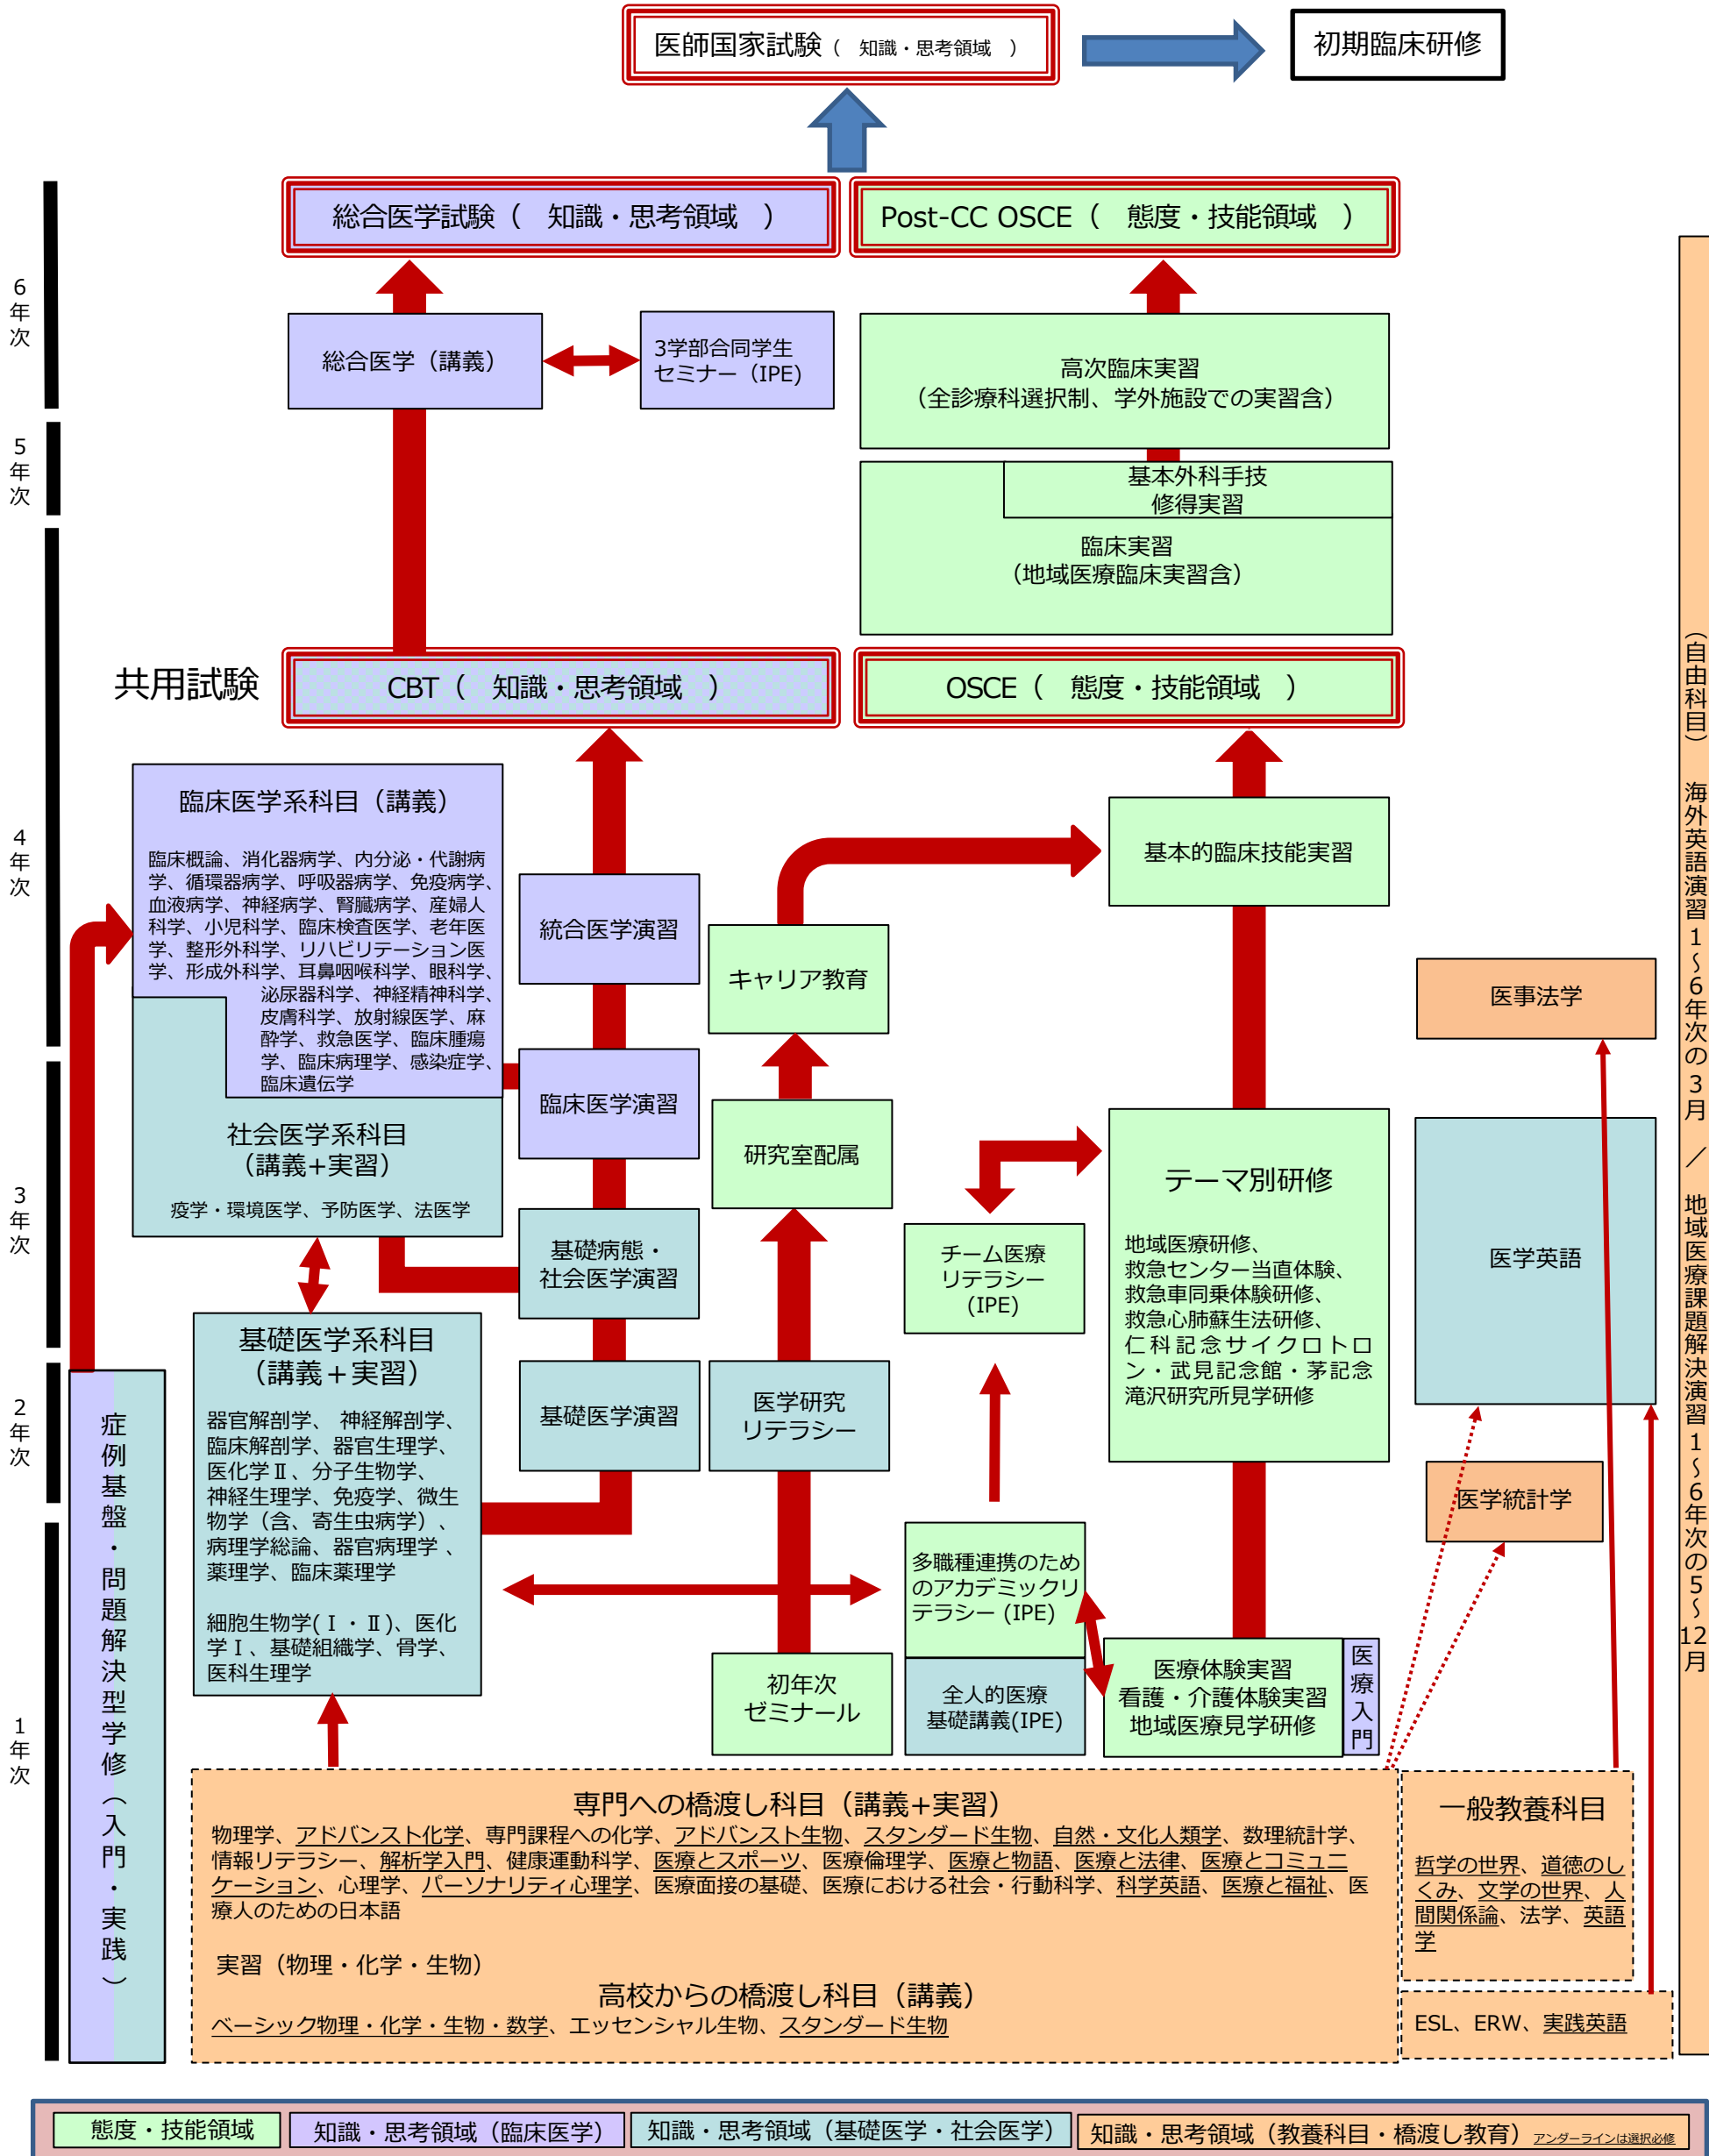 医師国家試験（　知識・思考領域　）
初期臨床研修
総合医学試験（　知識・思考領域　）
Post-CC OSCE（　態度・技能領域　）
6年次
総合医学（講義）
3学部合同学生
セミナー（IPE）
高次臨床実習
（全診療科選択制、学外施設での実習含）
5年次
基本外科手技
修得実習
臨床実習
（地域医療臨床実習含）
共用試験
CBT（　知識・思考領域　）
OSCE（　態度・技能領域　）
4年次
臨床医学系科目（講義）
臨床概論、消化器病学、内分泌・代謝病
学、循環器病学、呼吸器病学、免疫病学、
血液病学、神経病学、腎臓病学、産婦人
科学、小児科学、臨床検査医学、老年医
学、整形外科学、リハビリテーション医
学、形成外科学、耳鼻咽喉科学、眼科学、
泌尿器科学、神経精神科学、
皮膚科学、放射線医学、麻
酔学、救急医学、臨床腫瘍
学、臨床病理学、感染症学、
臨床遺伝学
統合医学演習
キャリア教育
基本的臨床技能実習
医事法学
3年次
社会医学系科目
（講義+実習）
疫学・環境医学、予防医学、法医学
臨床医学演習
研究室配属
基礎病態・
社会医学演習
チーム医療
リテラシー
(IPE)
テーマ別研修
地域医療研修、
救急センター当直体験、
救急車同乗体験研修、
救急心肺蘇生法研修、
仁科記念サイクロトロ
ン・武見記念館・茅記念
滝沢研究所見学研修
医学英語
2年次
基礎医学系科目
（講義＋実習）
器官解剖学、 神経解剖学、
臨床解剖学、器官生理学、
医化学Ⅱ、分子生物学、
神経生理学、免疫学、微生
物学（含、寄生虫病学）、
病理学総論、器官病理学 、
薬理学、臨床薬理学
細胞生物学(Ⅰ・Ⅱ)、医化
学Ⅰ、基礎組織学、骨学、
医科生理学
基礎医学演習
医学研究
リテラシー
医学統計学
1年次
症例基盤・問題解決型学修（入門・実践）
初年次
ゼミナール
多職種連携のため
のアカデミックリ
テラシー (IPE)
全人的医療
基礎講義(IPE)
医療体験実習
看護・介護体験実習
地域医療見学研修
医療入門
専門への橋渡し科目（講義+実習）
物理学、アドバンスト化学、専門課程への化学、アドバンスト生物、スタンダード生物、自然・文化人類学、数理統計学、
情報リテラシー、解析学入門、健康運動科学、医療とスポーツ、医療倫理学、医療と物語、医療と法律、医療とコミュニ
ケーション、心理学、パーソナリティ心理学、医療面接の基礎、医療における社会・行動科学、科学英語、医療と福祉、医
療人のための日本語
実習（物理・化学・生物）
高校からの橋渡し科目（講義）
ベーシック物理・化学・生物・数学、エッセンシャル生物、スタンダード生物
一般教養科目
哲学の世界、道徳のし
くみ、文学の世界、人
間関係論、法学、英語
学
ESL、ERW、実践英語
（自由科目）　海外英語演習1～6年次の3月　／　地域医療課題解決演習1～6年次の5～12月
態度・技能領域
知識・思考領域（臨床医学）
知識・思考領域（基礎医学・社会医学）
知識・思考領域（教養科目・橋渡し教育）アンダーラインは選択必修